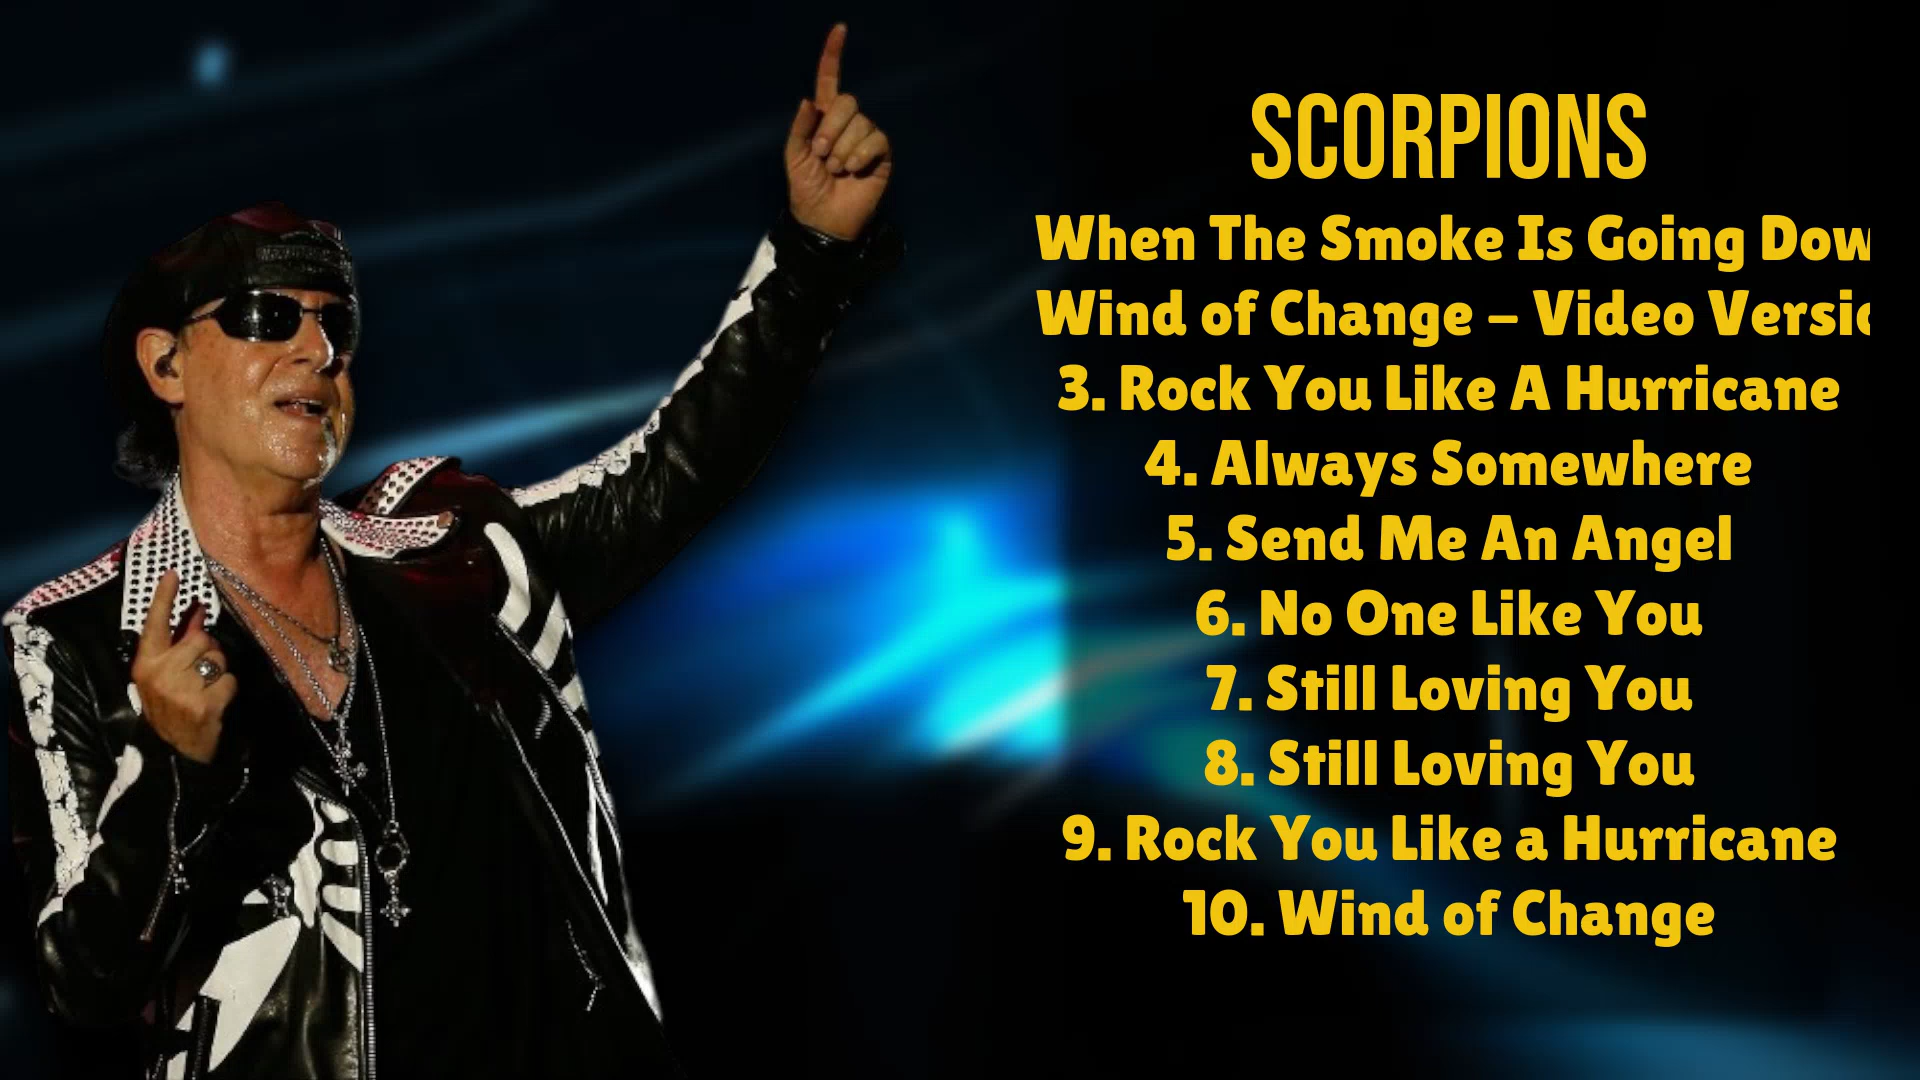 SCORPIONS
When The Smoke Is Going Dow
Wind of Change - Video Versi
3. Rock You Like A Hurricane
4. Always Somewhere
5. Send Me An Angel
6. No One Like You
7. Still Loving You
8. Still Loving You
9. Rock You Like a Hurricane
10. Wind of Change